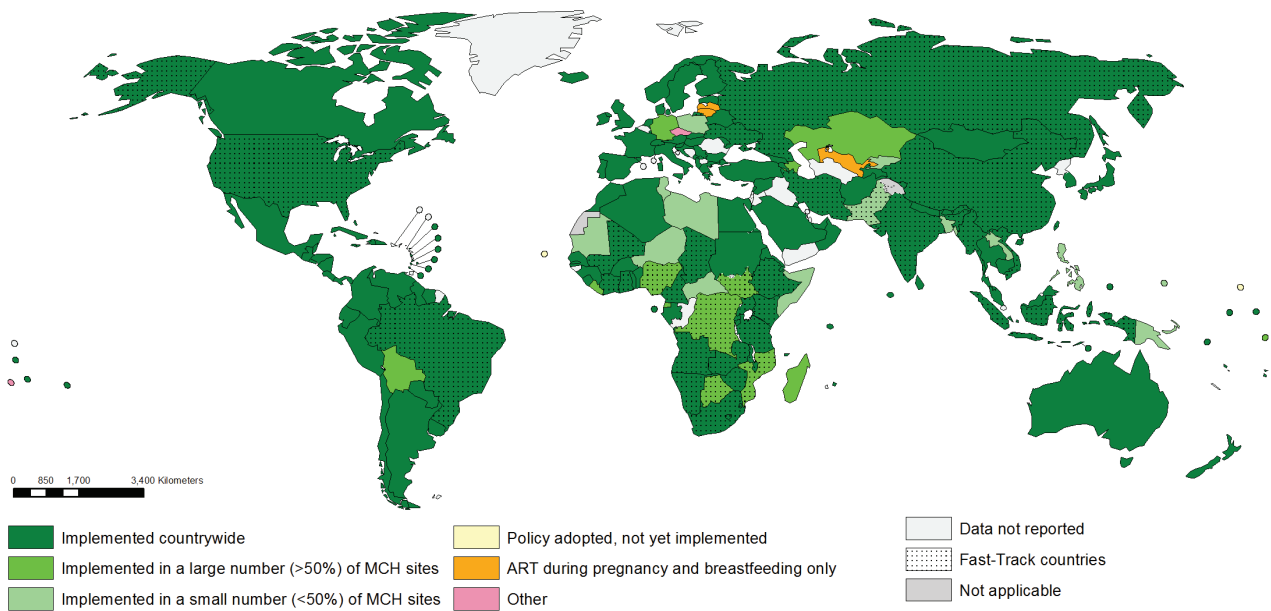 0 850 1,700 3,400 Kilometers
Implemented countrywide
Implemented in a large number (>50%) of MCH sites
Implemented in a small number (<50%) of MCH sites
Policy adopted, not yet implemented
ART during pregnancy and breastfeeding only
Other
Data not reported
Fast-Track countries
Not applicable